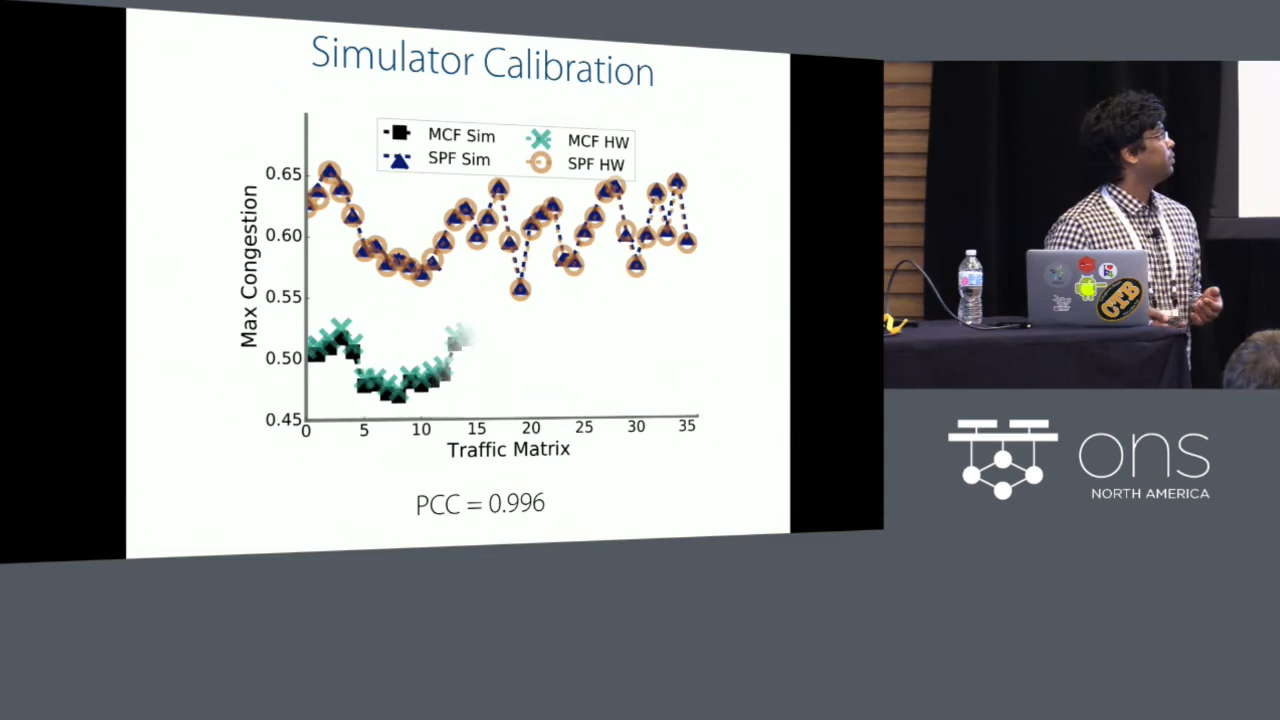 Simulator Calibration
MCF Sim
MCF HW
SPF Sim
SPF HW
Max Congestion
0.65
0.60
0.55
0.50
0.45
0 5 10 15 20 25 30 35
Traffic Matrix
PCC = 0.996
CTB
ons
NORTH AMERICA